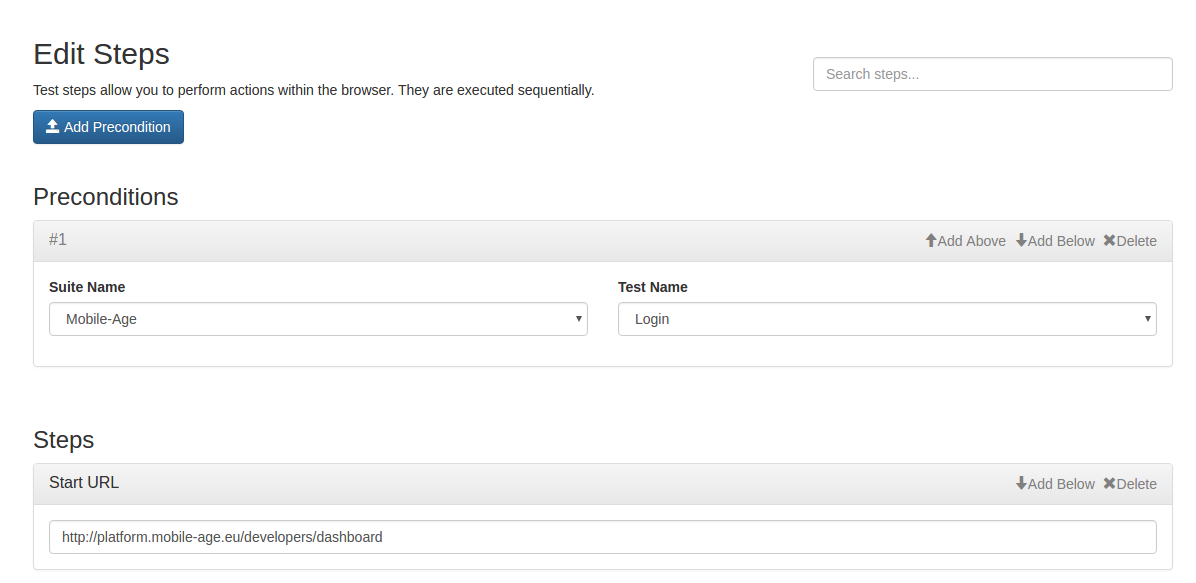 Edit Steps
Search steps...
Test steps allow you to perform actions within the browser. They are executed sequentially.
Add Precondition
Preconditions
#1
Add Above Add Below Delete
Suite Name
Test Name
Mobile-Age
Login
Steps
Start URL
Add Below Delete
http://platform.mobile-age.eu/developers/dashboard